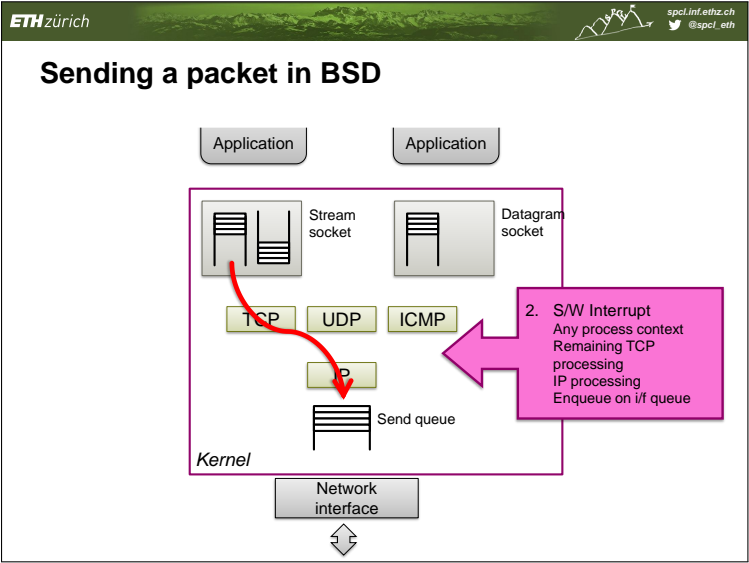 ETH zürich
spcl.inf.ethz.ch
@spcl_eth
Sending a packet in BSD
Application
Application
Stream
socket
Datagram
socket
TCP
UDP
ICMP
2. S/W Interrupt
Any process context
Remaining TCP
processing
IP processing
Enqueue on i/f queue
IP
Send queue
Kernel
Network
interface